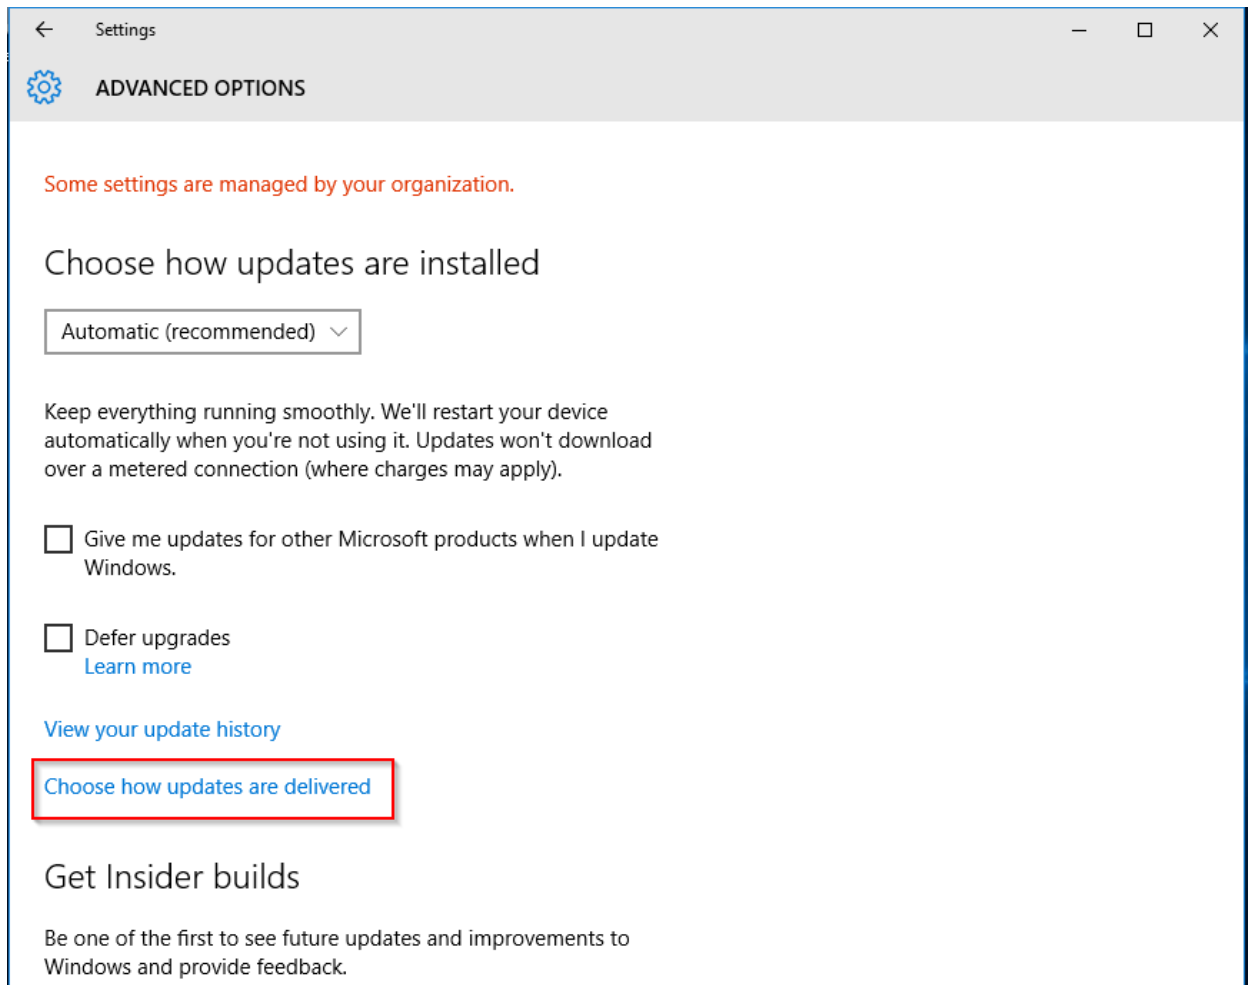 Settings
ADVANCED OPTIONS
Some settings are managed by your organization.
Choose how updates are installed
Automatic (recommended)
Keep everything running smoothly. We'll restart your device
automatically when you're not using it. Updates won't download
over a metered connection (where charges may apply).
Give me updates for other Microsoft products when I update
Windows.
Defer upgrades
Learn more
View your update history
Choose how updates are delivered
Get Insider builds
Be one of the first to see future updates and improvements to
Windows and provide feedback.